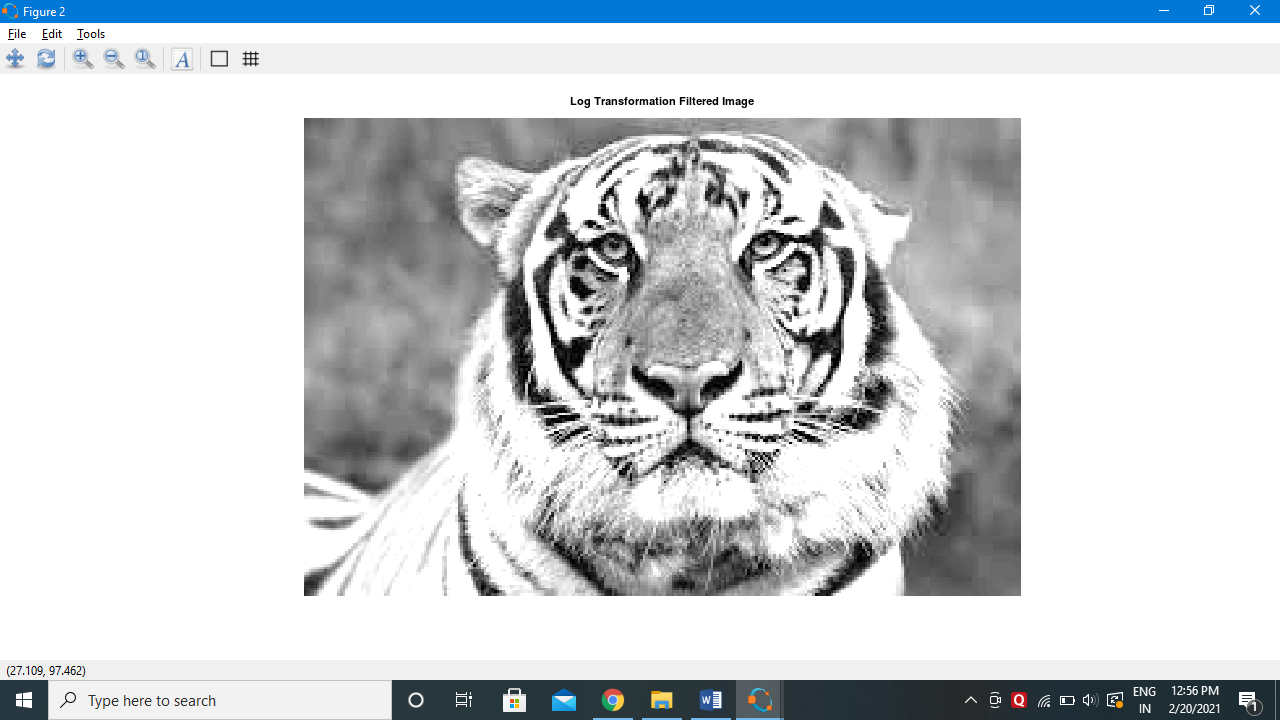 Figure 2
File Edit Tools
A
Log Transformation Filtered Image
(27.109, 97.462)
Type here to search
Q
ENG
IN
12:56 PM
2/20/2021
1